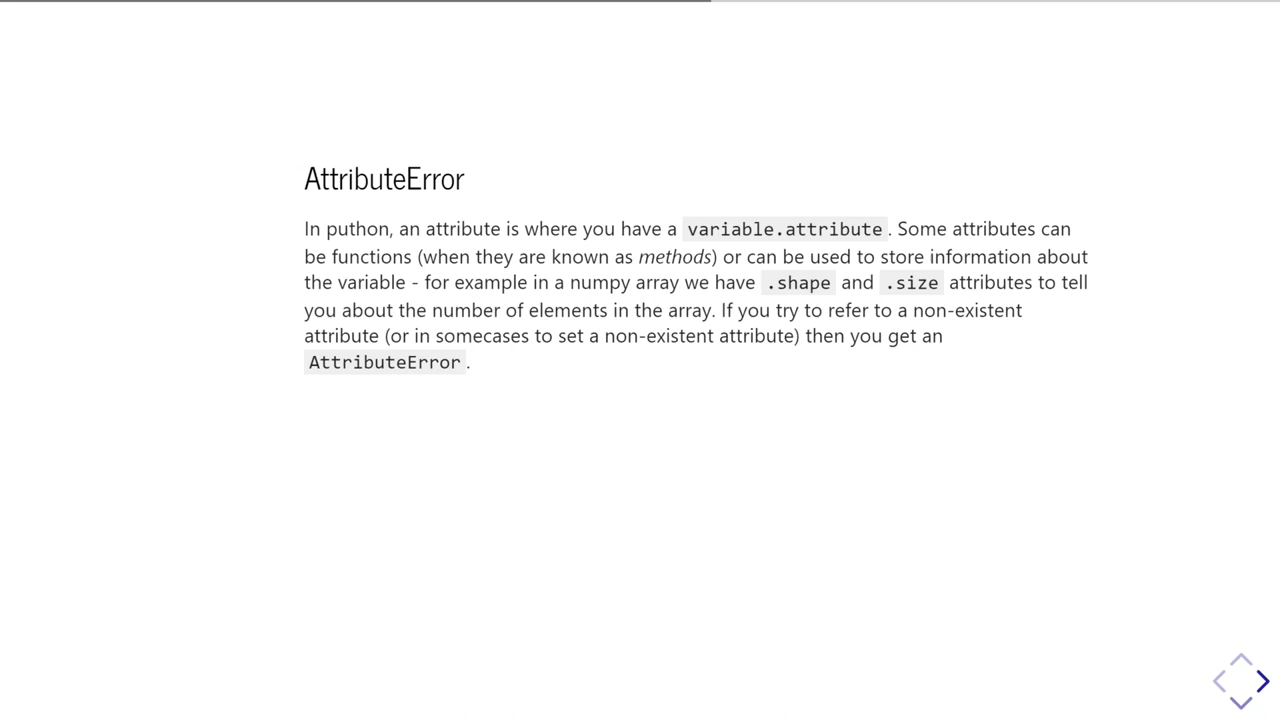 AttributeError
In puthon, an attribute is where you have a variable.attribute. Some attributes can
be functions (when they are known as methods) or can be used to store information about
the variable - for example in a numpy array we have .shape and .size attributes to tell
you about the number of elements in the array. If you try to refer to a non-existent
attribute (or in somecases to set a non-existent attribute) then you get an
AttributeError.